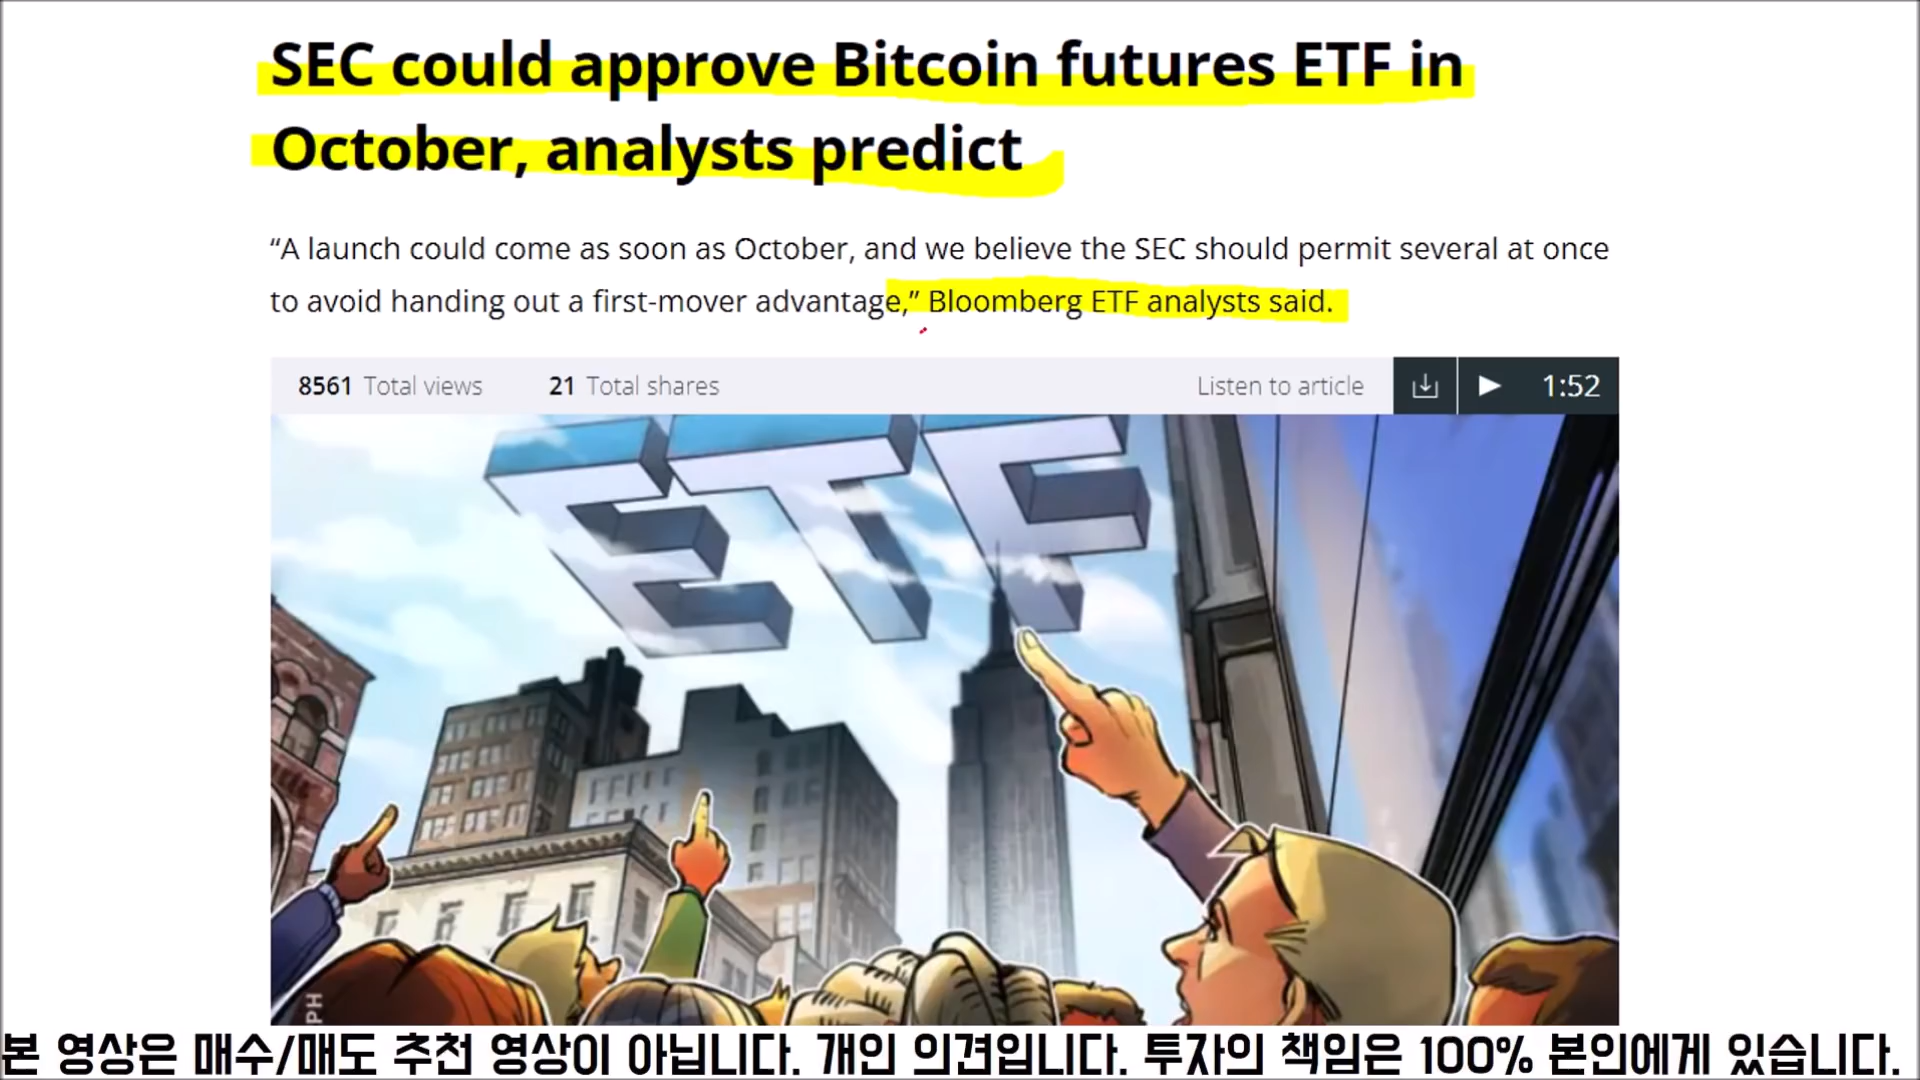 SEC could approve Bitcoin futures ETF in
October, analysts predict
“A launch could come as soon as October, and we believe the SEC should permit several at once
to avoid handing out a first-mover advantage,” Bloomberg ETF analysts said.
8561 Total views 21 Total shares Listen to article 1:52
ETF
PH
본 영상은 매수/매도 추천 영상이 아닙니다. 개인 의견입니다. 투자의 책임은 100% 본인에게 있습니다.